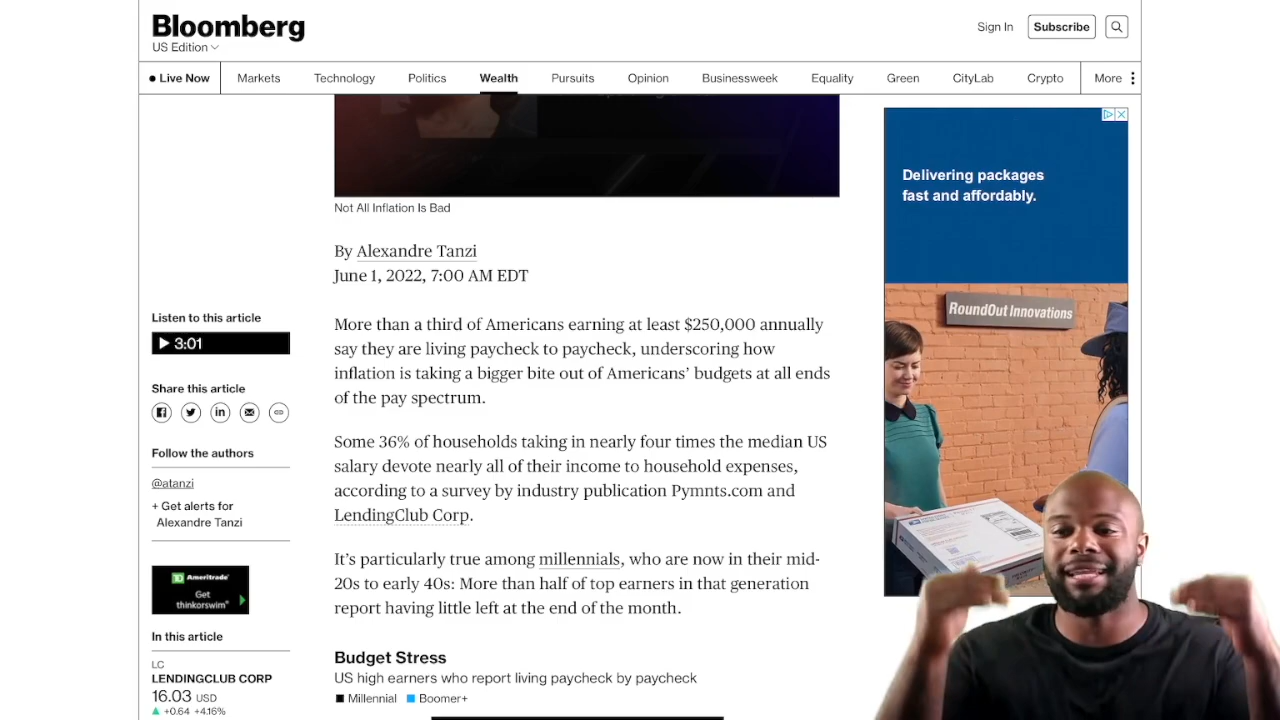 Bloomberg
US Edition
Sign In
Subscribe
Live Now
Markets
Technology
Politics
Wealth
Pursuits
Opinion
Businessweek
Equality
Green
CityLab
Crypto
More
Not All Inflation Is Bad
By Alexandre Tanzi
June 1, 2022, 7:00 AM EDT
Listen to this article
3:01
Share this article
Follow the authors
@atanzi
+ Get alerts for
Alexandre Tanzi
Ameritrade
Get
thinkorswim
In this article
LC
LENDINGCLUB CORP
16.03 USD
▲ +0.64 +4.16%
More than a third of Americans earning at least $250,000 annually
say they are living paycheck to paycheck, underscoring how
inflation is taking a bigger bite out of Americans’ budgets at all ends
of the pay spectrum.
Some 36% of households taking in nearly four times the median US
salary devote nearly all of their income to household expenses,
according to a survey by industry publication Pymnts.com and
LendingClub Corp.
It’s particularly true among millennials, who are now in their mid-
20s to early 40s: More than half of top earners in that generation
report having little left at the end of the month.
Budget Stress
US high earners who report living paycheck by paycheck
Millennial Boomer+
Delivering packages
fast and affordably.
RoundOut Innovations